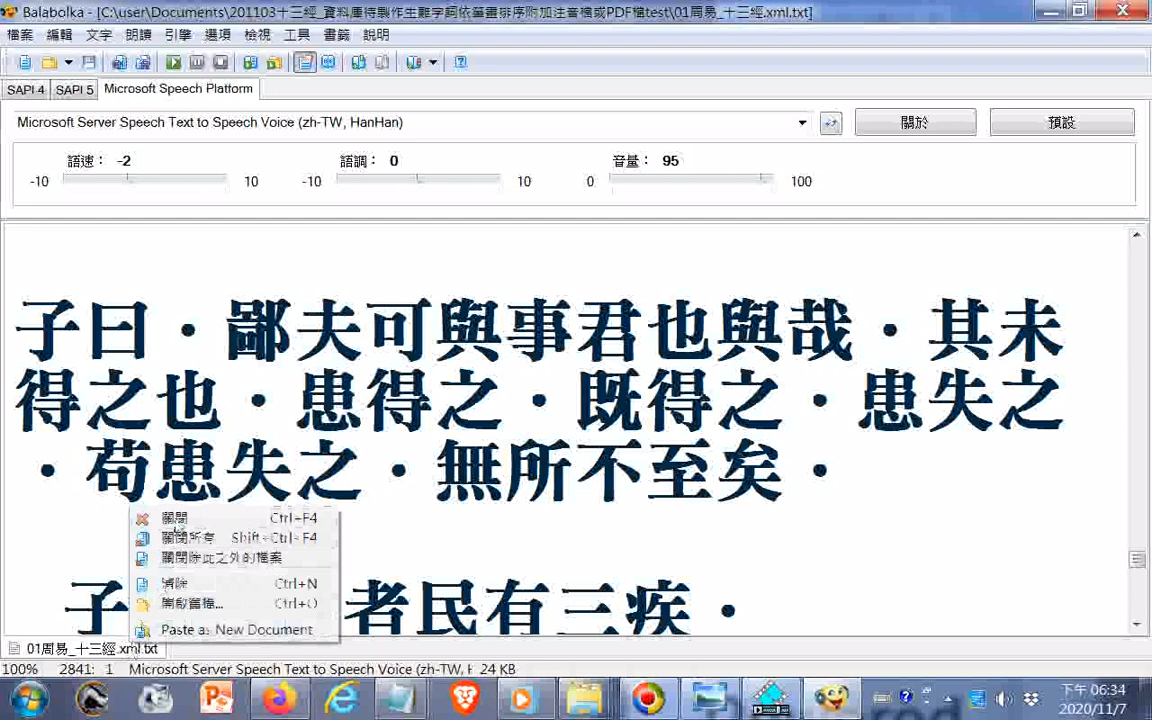 Balabolka - [C:\user\Documents\201103十三經_資料庫待製作生難字詞依筆畫排序附加注音檔或PDF檔test\01周易_十三經.xml.txt]
檔案 編輯 文字 朗讀 引擎 選項 檢視 工具 書籤 說明
SAPI 4 SAPI 5 Microsoft Speech Platform
Microsoft Server Speech Text to Speech Voice (zh-TW, HanHan) 關於 預設
語速： -2 語調： 0 音量： 95
-10 10 -10 10 0 100
子曰．鄙夫可與事君也與哉．其未
得之也．患得之．既得之．患失之
．苟患失之．無所不至矣．
關閉 Ctrl+F4
關閉所有 Shift+Ctrl+F4
關閉除此之外的檔案
清除 Ctrl+N
開啟舊檔... Ctrl+O
Paste as New Document
子 者民有三疾．
01周易_十三經.xml.txt
100% 2841: 1 Microsoft Server Speech Text to Speech Voice (zh-TW, H 24 KB
下午 06:34
2020/11/7